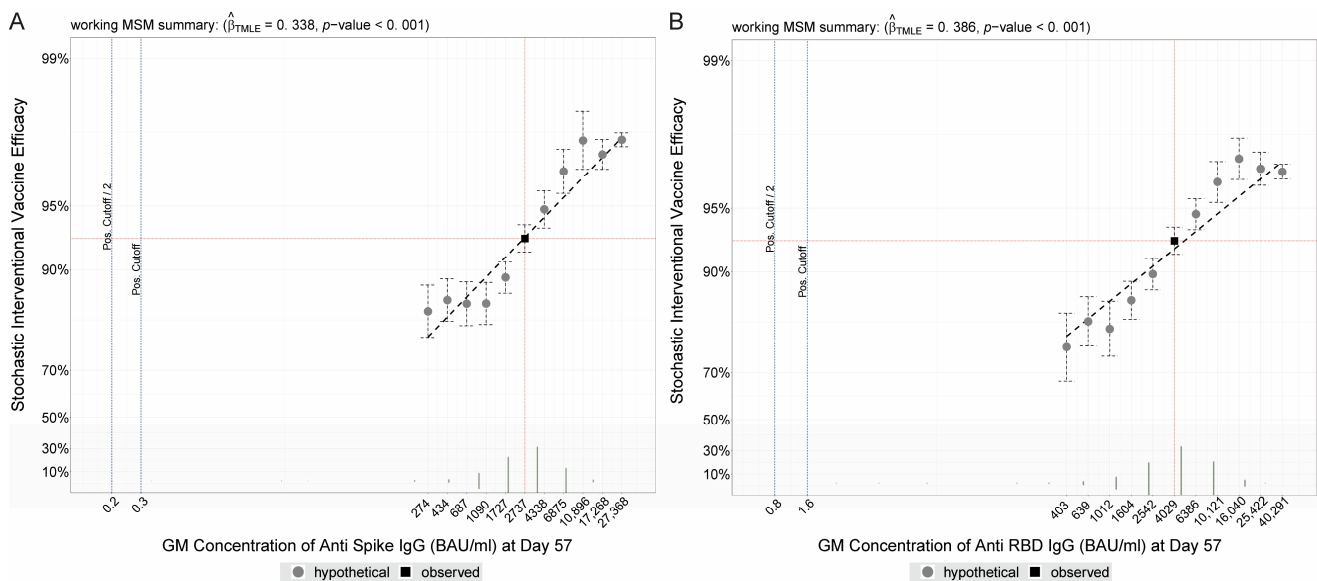 A
working MSM summary: (β̂TMLE = 0. 338, p−value < 0. 001)
Stochastic Interventional Vaccine Efficacy
99%
95%
90%
70%
50%
30%
10%
Pos. Cutoff / 2
Pos. Cutoff
0.2
0.3
274
434
687
1090
1727
2737
4338
6875
10,896
17,268
27,368
GM Concentration of Anti Spike IgG (BAU/ml) at Day 57
hypothetical
observed
B
working MSM summary: (β̂TMLE = 0. 386, p−value < 0. 001)
Stochastic Interventional Vaccine Efficacy
99%
95%
90%
70%
50%
30%
10%
Pos. Cutoff / 2
Pos. Cutoff
0.8
1.6
403
639
1012
1604
2542
4029
6386
10,121
16,040
25,422
40,291
GM Concentration of Anti RBD IgG (BAU/ml) at Day 57
hypothetical
observed